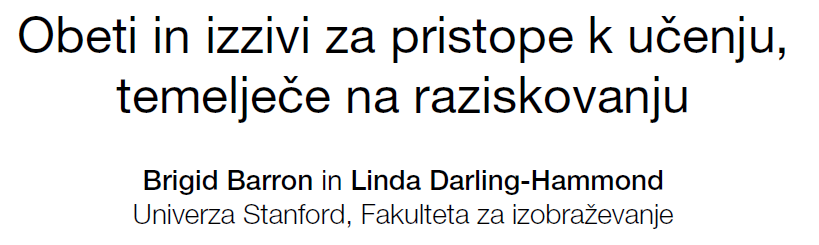 Obeti in izzivi za pristope k učenju,
temelječe na raziskovanju
Brigid Barron in Linda Darling-Hammond
Univerza Stanford, Fakulteta za izobraževanje